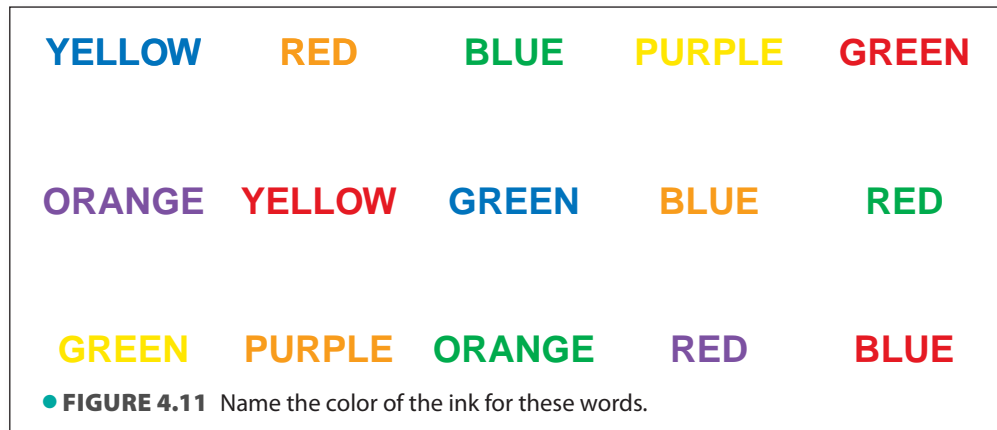 YELLOW RED BLUE PURPLE GREEN
ORANGE YELLOW GREEN BLUE RED
GREEN PURPLE ORANGE RED BLUE
● FIGURE 4.11 Name the color of the ink for these words.